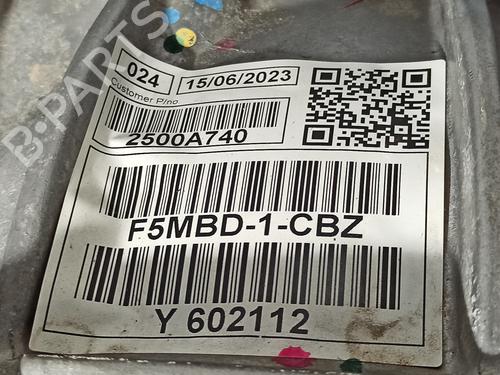 024
15/06/2023
Customer P/no
2500A740
F5MBD-1-CBZ
Y 602112
B-PARTS